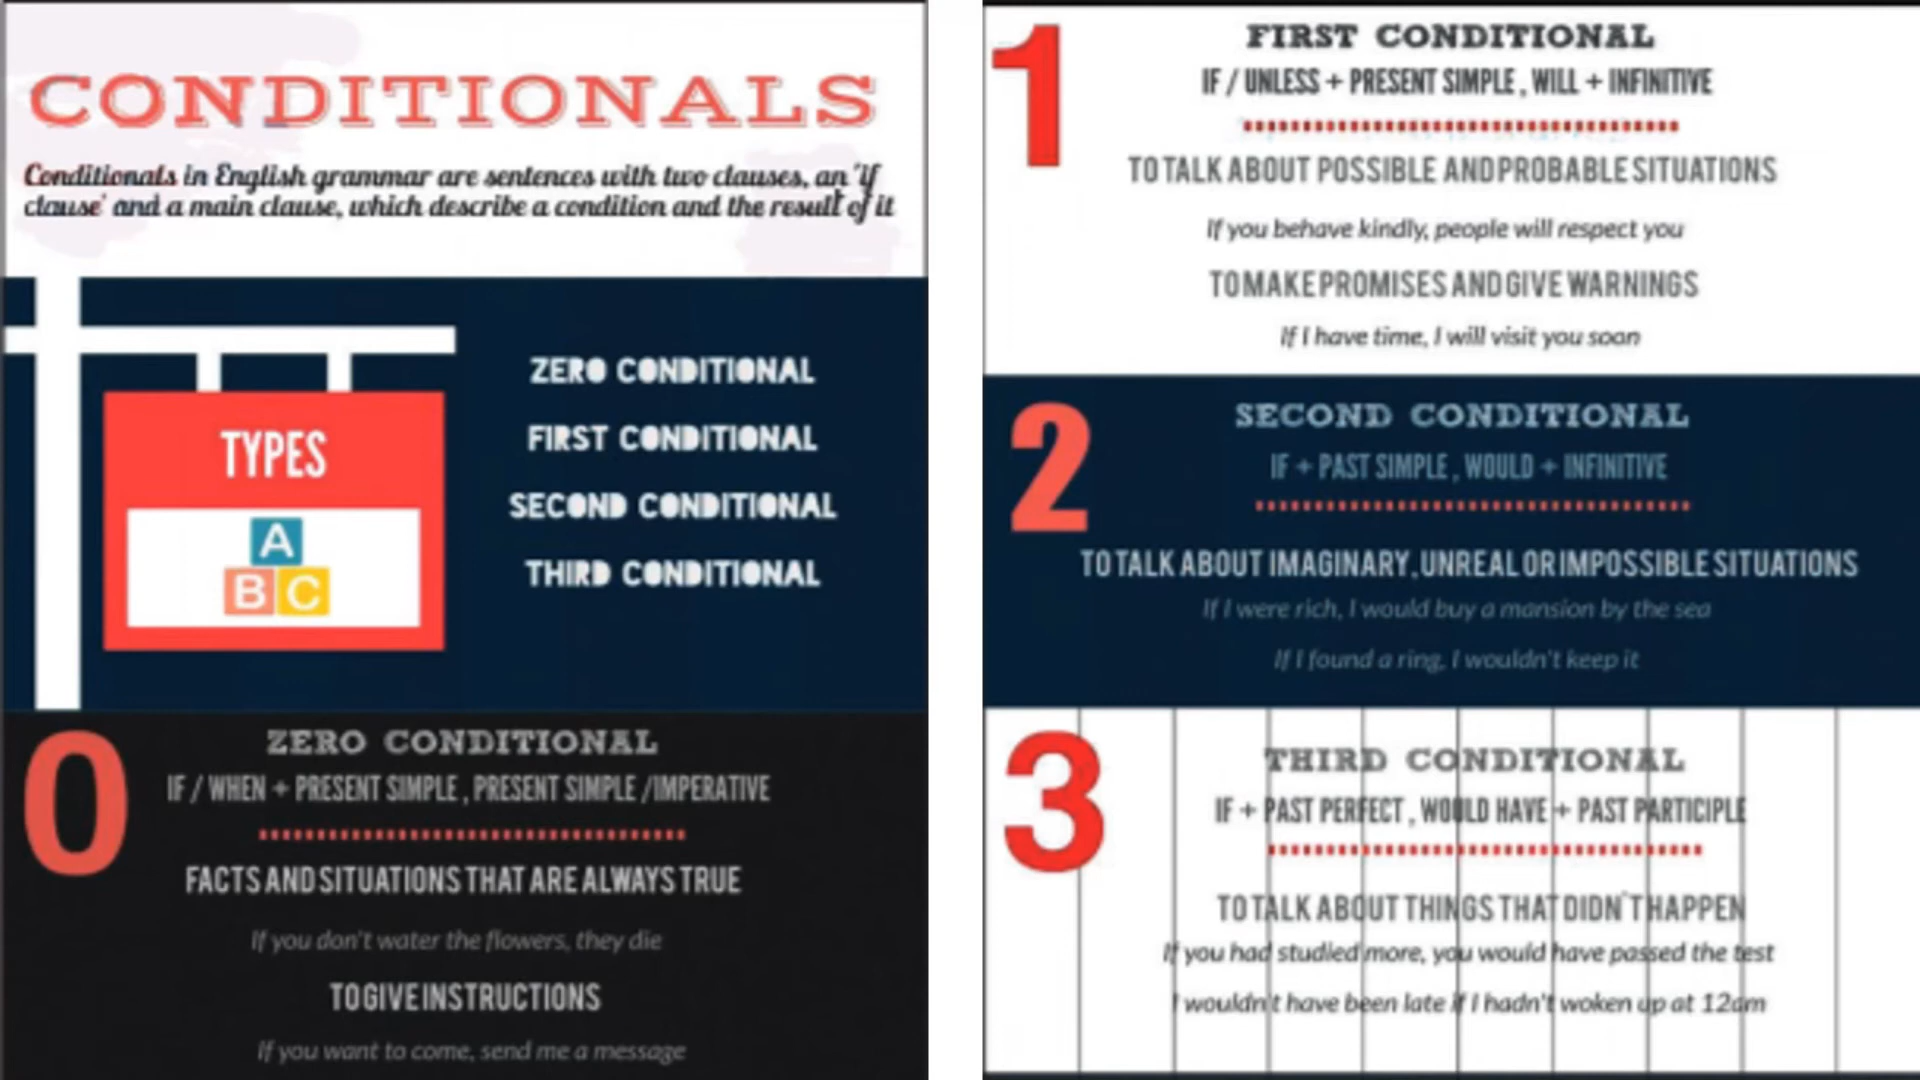 CONDITIONALS
Conditionals in English grammar are sentences with two clauses, an 'if
clause' and a main clause, which describe a condition and the result of it
TYPES
A
B C
ZERO CONDITIONAL
FIRST CONDITIONAL
SECOND CONDITIONAL
THIRD CONDITIONAL
0
ZERO CONDITIONAL
IF / WHEN + PRESENT SIMPLE , PRESENT SIMPLE /IMPERATIVE
FACTS AND SITUATIONS THAT ARE ALWAYS TRUE
If you don't water the flowers, they die
TO GIVE INSTRUCTIONS
If you want to come, send me a message
1
FIRST CONDITIONAL
IF / UNLESS + PRESENT SIMPLE , WILL + INFINITIVE
TO TALK ABOUT POSSIBLE AND PROBABLE SITUATIONS
If you behave kindly, people will respect you
TO MAKE PROMISES AND GIVE WARNINGS
If I have time, I will visit you soon
2
SECOND CONDITIONAL
IF + PAST SIMPLE , WOULD + INFINITIVE
TO TALK ABOUT IMAGINARY, UNREAL OR IMPOSSIBLE SITUATIONS
If I were rich, I would buy a mansion by the sea
If I found a ring, I wouldn't keep it
3
THIRD CONDITIONAL
IF + PAST PERFECT , WOULD HAVE + PAST PARTICIPLE
TO TALK ABOUT THINGS THAT DIDN'T HAPPEN
If you had studied more, you would have passed the test
I wouldn't have been late if I hadn't woken up at 12am